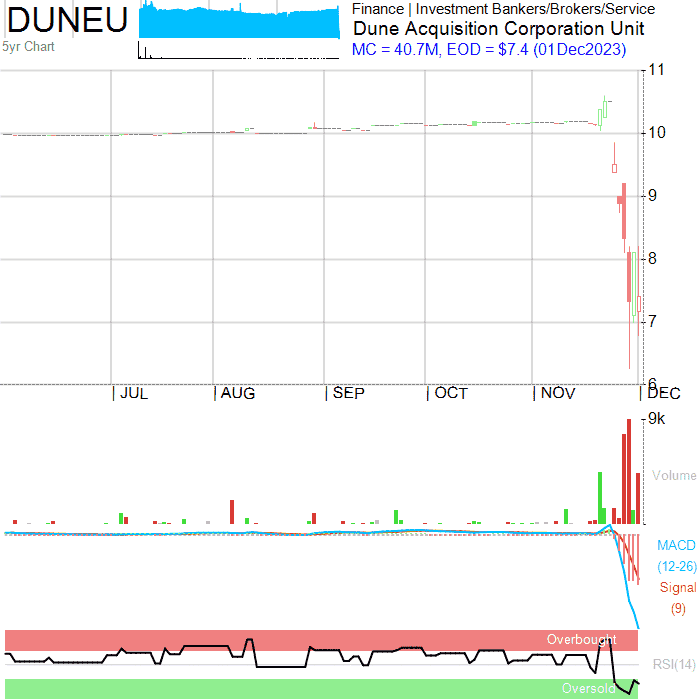 DUNEU
5yr Chart
Finance | Investment Bankers/Brokers/Service
Dune Acquisition Corporation Unit
MC = 40.7M, EOD = $7.4 (01Dec2023)
11
10
9
8
7
6
JUL AUG SEP OCT NOV DEC
9k
Volume
MACD
(12-26)
Signal
(9)
Overbought
RSI(14)
Oversold